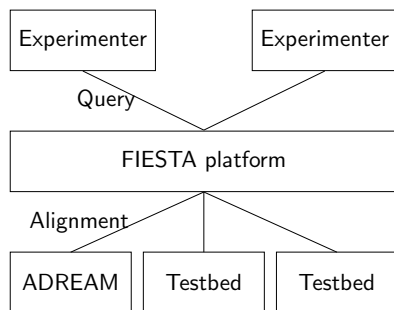 Experimenter
Experimenter
Query
FIESTA platform
Alignment
ADREAM
Testbed
Testbed